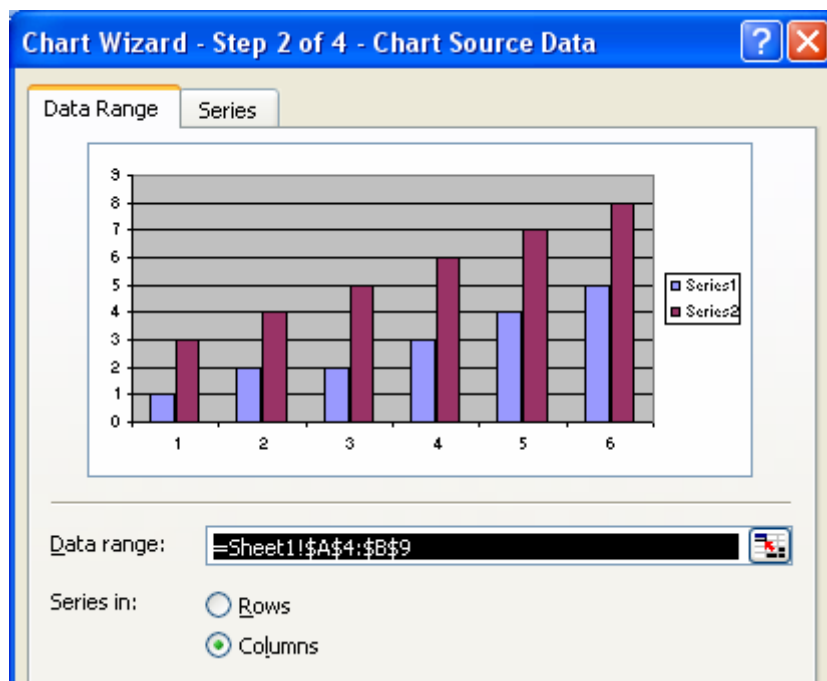 Chart Wizard - Step 2 of 4 - Chart Source Data
Data Range Series
9
8
7
6
5
4
3
2
1
0
1 2 3 4 5 6
Series1
Series2
Data range: =Sheet1!$A$4:$B$9
Series in: Rows
Columns